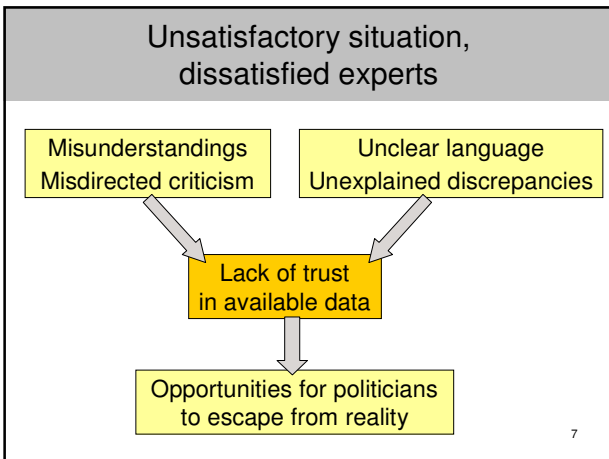 Unsatisfactory situation,
dissatisfied experts
Misunderstandings
Misdirected criticism
Unclear language
Unexplained discrepancies
Lack of trust
in available data
Opportunities for politicians
to escape from reality
7